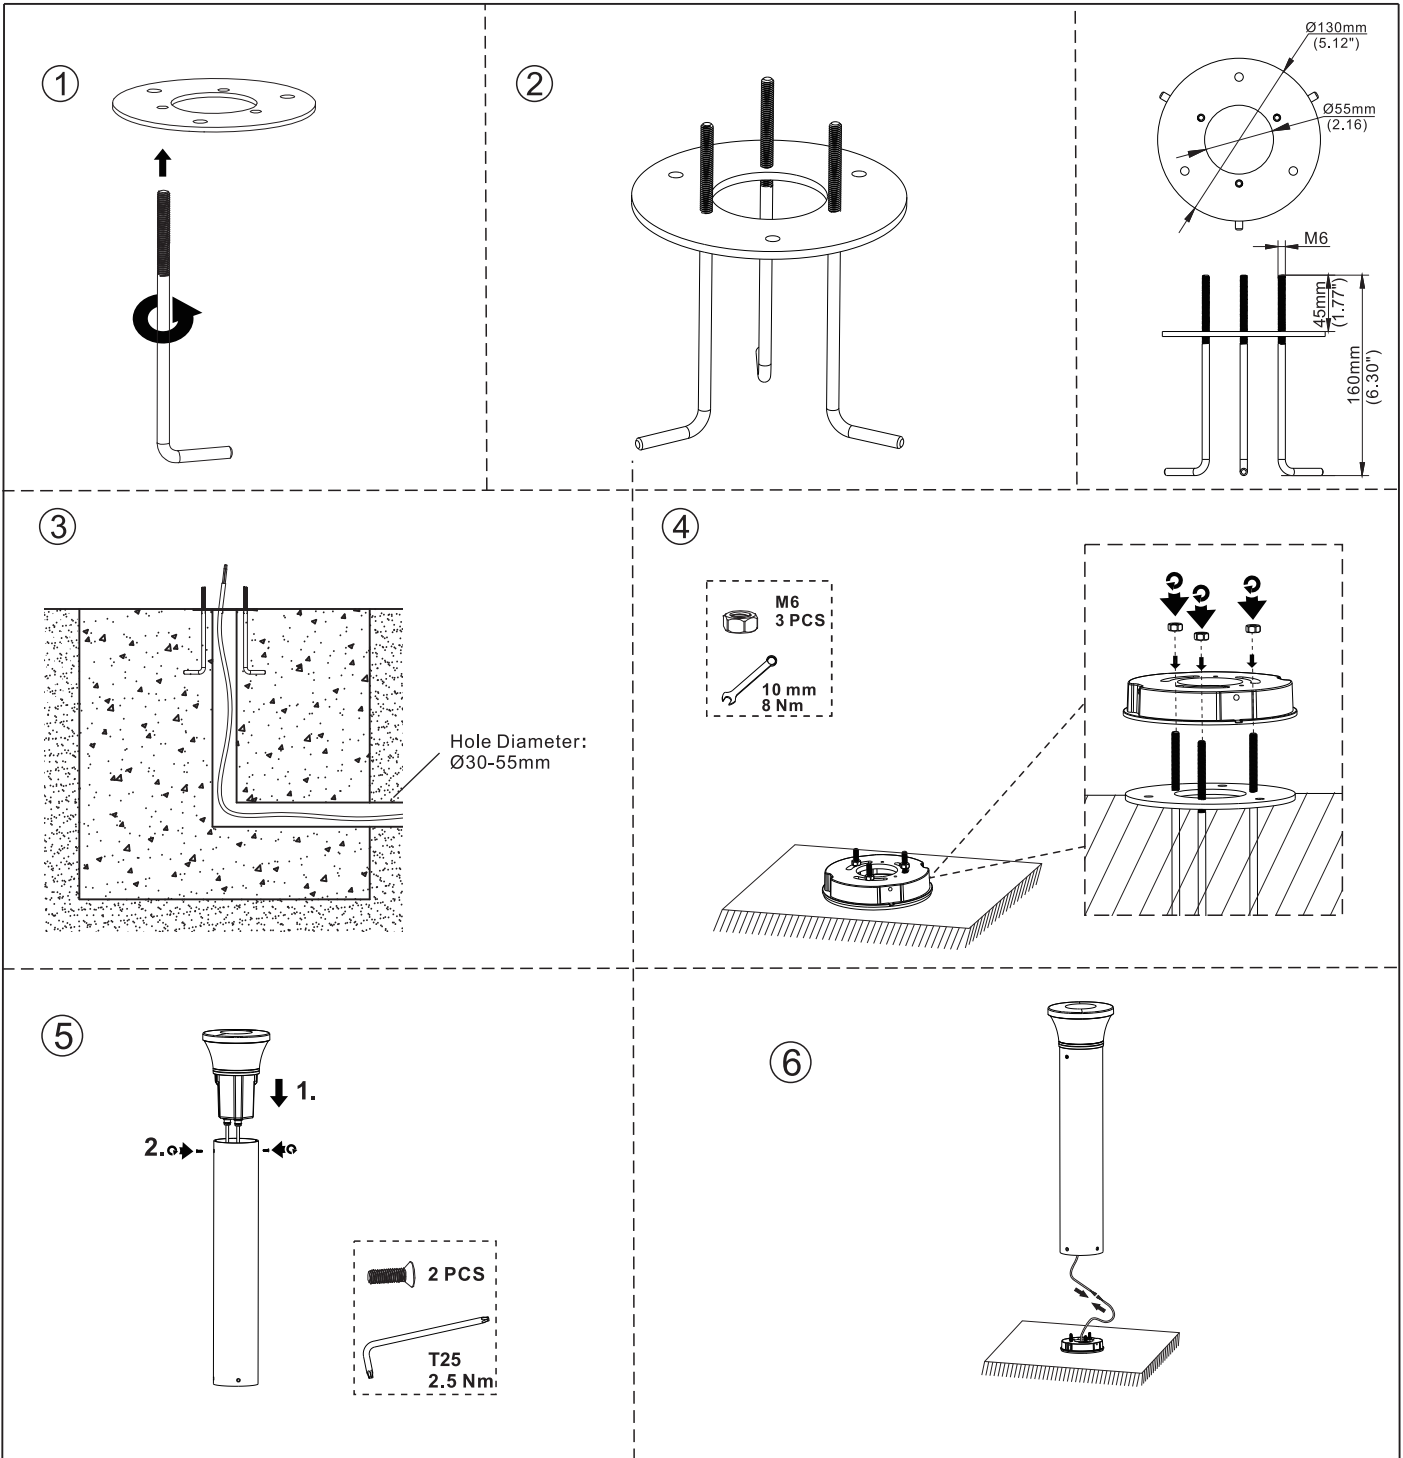 1
2
Ø130mm
(5.12")
Ø55mm
(2.16)
M6
45mm
(1.77")
160mm
(6.30")
3
Hole Diameter:
Ø30-55mm
4
M6
3 PCS
10 mm
8 Nm
5
1.
2.
2 PCS
T25
2.5 Nm
6